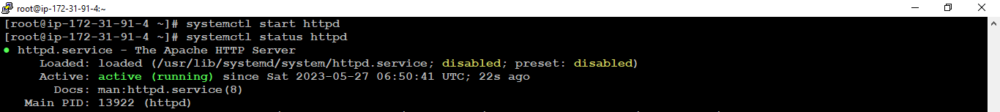 root@ip-172-31-91-4:~
[root@ip-172-31-91-4 ~]# systemctl start httpd
[root@ip-172-31-91-4 ~]# systemctl status httpd
● httpd.service - The Apache HTTP Server
     Loaded: loaded (/usr/lib/systemd/system/httpd.service; disabled; preset: disabled)
     Active: active (running) since Sat 2023-05-27 06:50:41 UTC; 22s ago
       Docs: man:httpd.service(8)
   Main PID: 13922 (httpd)